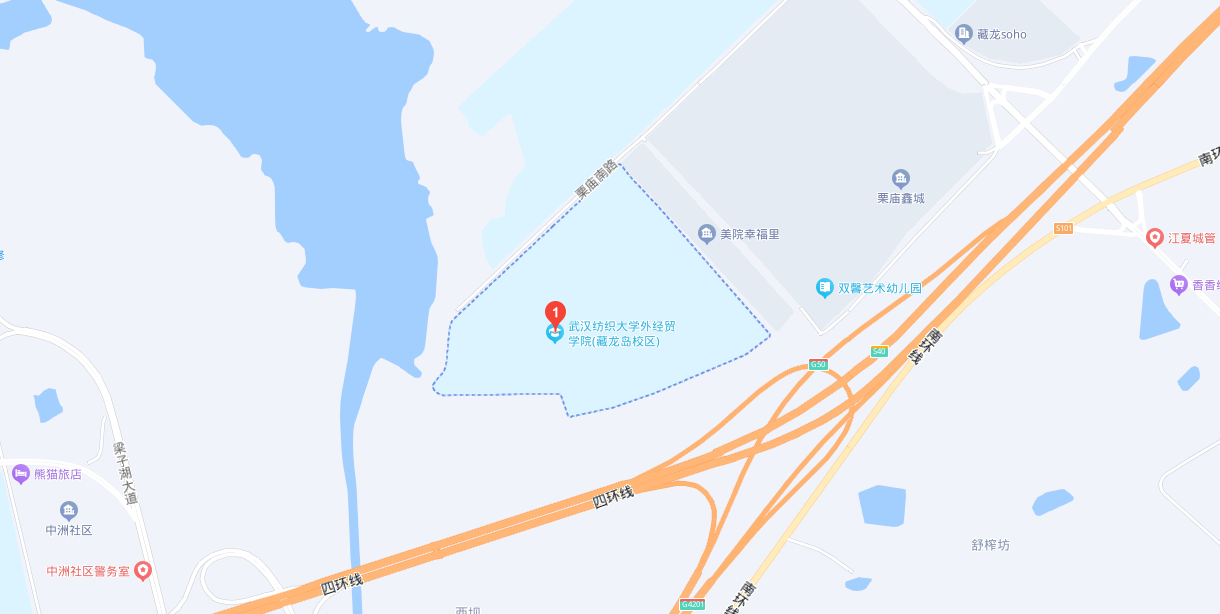 藏龙soho
南环
栗庙南路
栗庙鑫城
美院幸福里
S101
江夏城管
香香
双馨艺术幼儿园
1
武汉纺织大学外经贸
学院(藏龙岛校区)
南环线
S40
G50
梁子湖大道
熊猫旅店
四环线
中洲社区
舒榨坊
中洲社区警务室
四环线
南环线
G4201
西坝